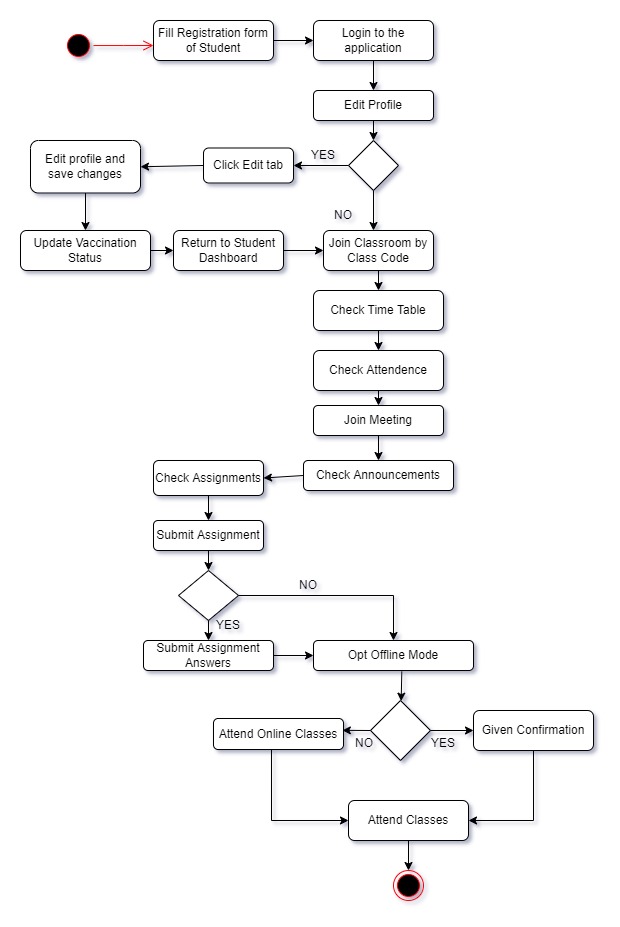 Fill Registration form
of Student
Login to the
application
Edit Profile
YES
Click Edit tab
Edit profile and
save changes
NO
Update Vaccination
Status
Return to Student
Dashboard
Join Classroom by
Class Code
Check Time Table
Check Attendence
Join Meeting
Check Announcements
Check Assignments
Submit Assignment
NO
YES
Submit Assignment
Answers
Opt Offline Mode
Attend Online Classes
NO
YES
Given Confirmation
Attend Classes